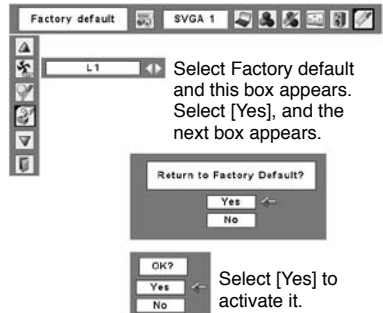 Factory default
SVGA 1
L1
Select Factory default
and this box appears.
Select [Yes], and the
next box appears.
Return to Factory Default?
Yes
No
OK?
Yes
No
Select [Yes] to
activate it.